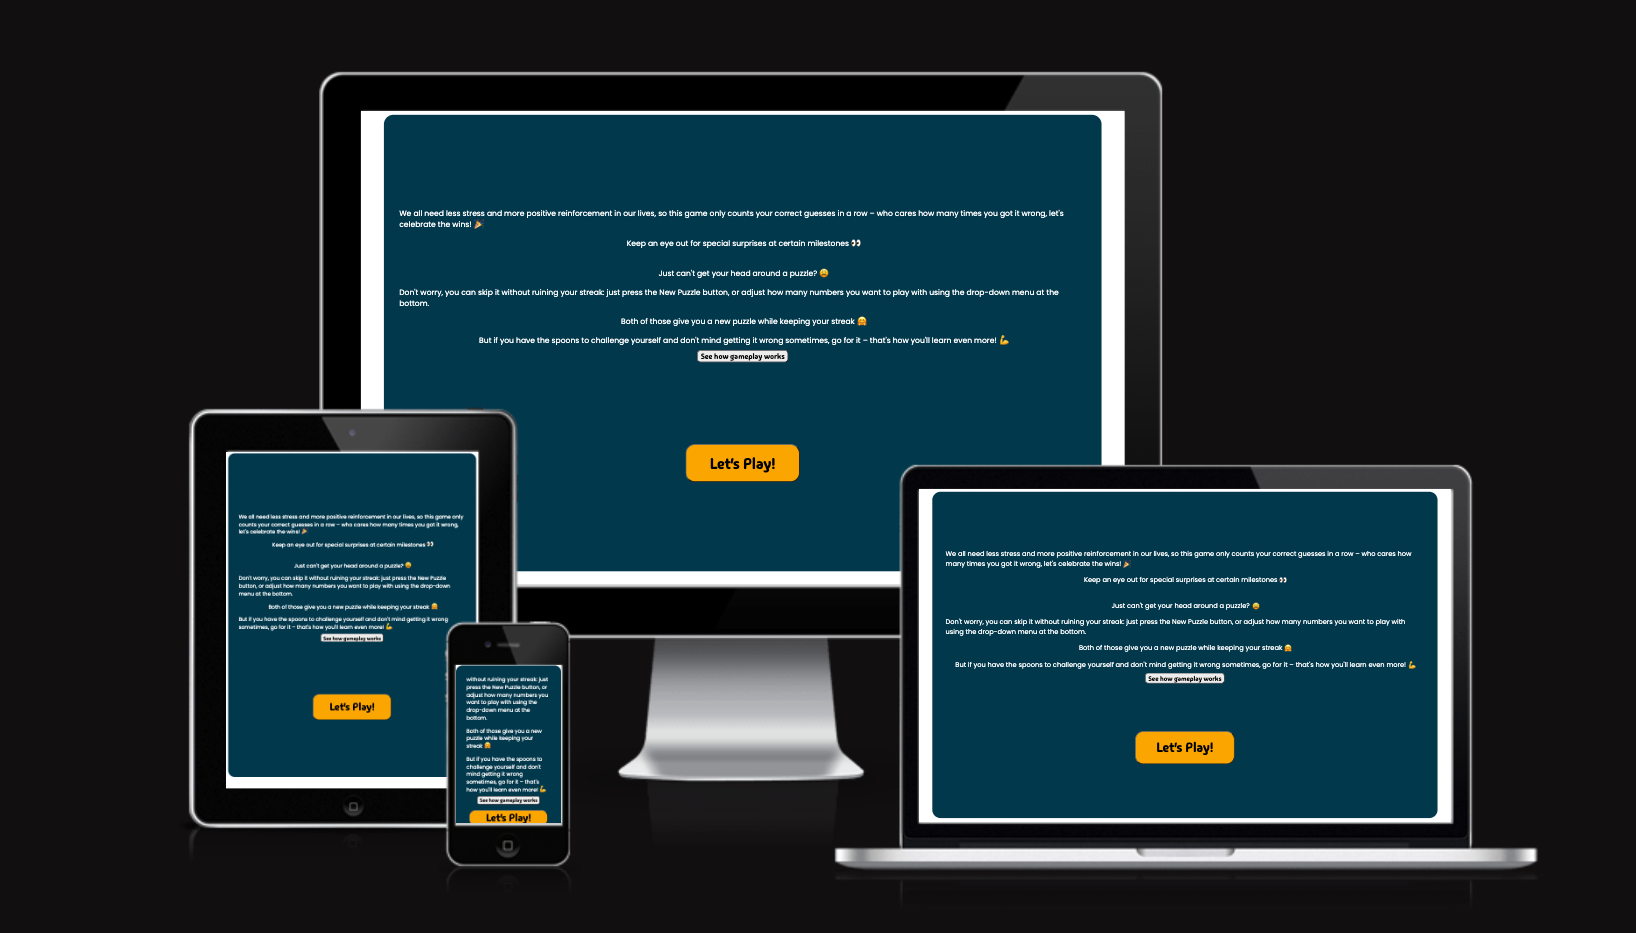 We all need less stress and more positive reinforcement in our lives, so this game only counts your correct guesses in a row – who cares how many times you got it wrong, let's
celebrate the wins! 🎉
Keep an eye out for special surprises at certain milestones 👀
Just can't get your head around a puzzle? 😩
Don't worry, you can skip it without ruining your streak: just press the New Puzzle button, or adjust how many numbers you want to play with using the drop-down menu at the
bottom.
Both of those give you a new puzzle while keeping your streak 🤗
But if you have the spoons to challenge yourself and don't mind getting it wrong sometimes, go for it – that's how you'll learn even more! 💪
See how gameplay works
Let's Play!
We all need less stress and more positive reinforcement in our lives, so this game only
counts your correct guesses in a row – who cares how many times you got it wrong,
let's celebrate the wins! 🎉
Keep an eye out for special surprises at certain milestones 👀
Just can't get your head around a puzzle? 😩
Don't worry, you can skip it without ruining your streak: just press the New Puzzle
button, or adjust how many numbers you want to play with using the drop-down
menu at the bottom.
Both of those give you a new puzzle while keeping your streak 🤗
But if you have the spoons to challenge yourself and don't mind getting it wrong
sometimes, go for it – that's how you'll learn even more! 💪
See how gameplay works
Let's Play!
without ruining your streak: just
press the New Puzzle button, or
adjust how many numbers you
want to play with using the
drop-down menu at the
bottom.
Both of those give you a new
puzzle while keeping your
streak 🤗
But if you have the spoons to
challenge yourself and don't
mind getting it wrong
sometimes, go for it – that's
how you'll learn even more! 💪
See how gameplay works
Let's Play!
We all need less stress and more positive reinforcement in our lives, so this game only counts your correct guesses in a row – who cares how
many times you got it wrong, let's celebrate the wins! 🎉
Keep an eye out for special surprises at certain milestones 👀
Just can't get your head around a puzzle? 😩
Don't worry, you can skip it without ruining your streak: just press the New Puzzle button, or adjust how many numbers you want to play with
using the drop-down menu at the bottom.
Both of those give you a new puzzle while keeping your streak 🤗
But if you have the spoons to challenge yourself and don't mind getting it wrong sometimes, go for it – that's how you'll learn even more! 💪
See how gameplay works
Let's Play!